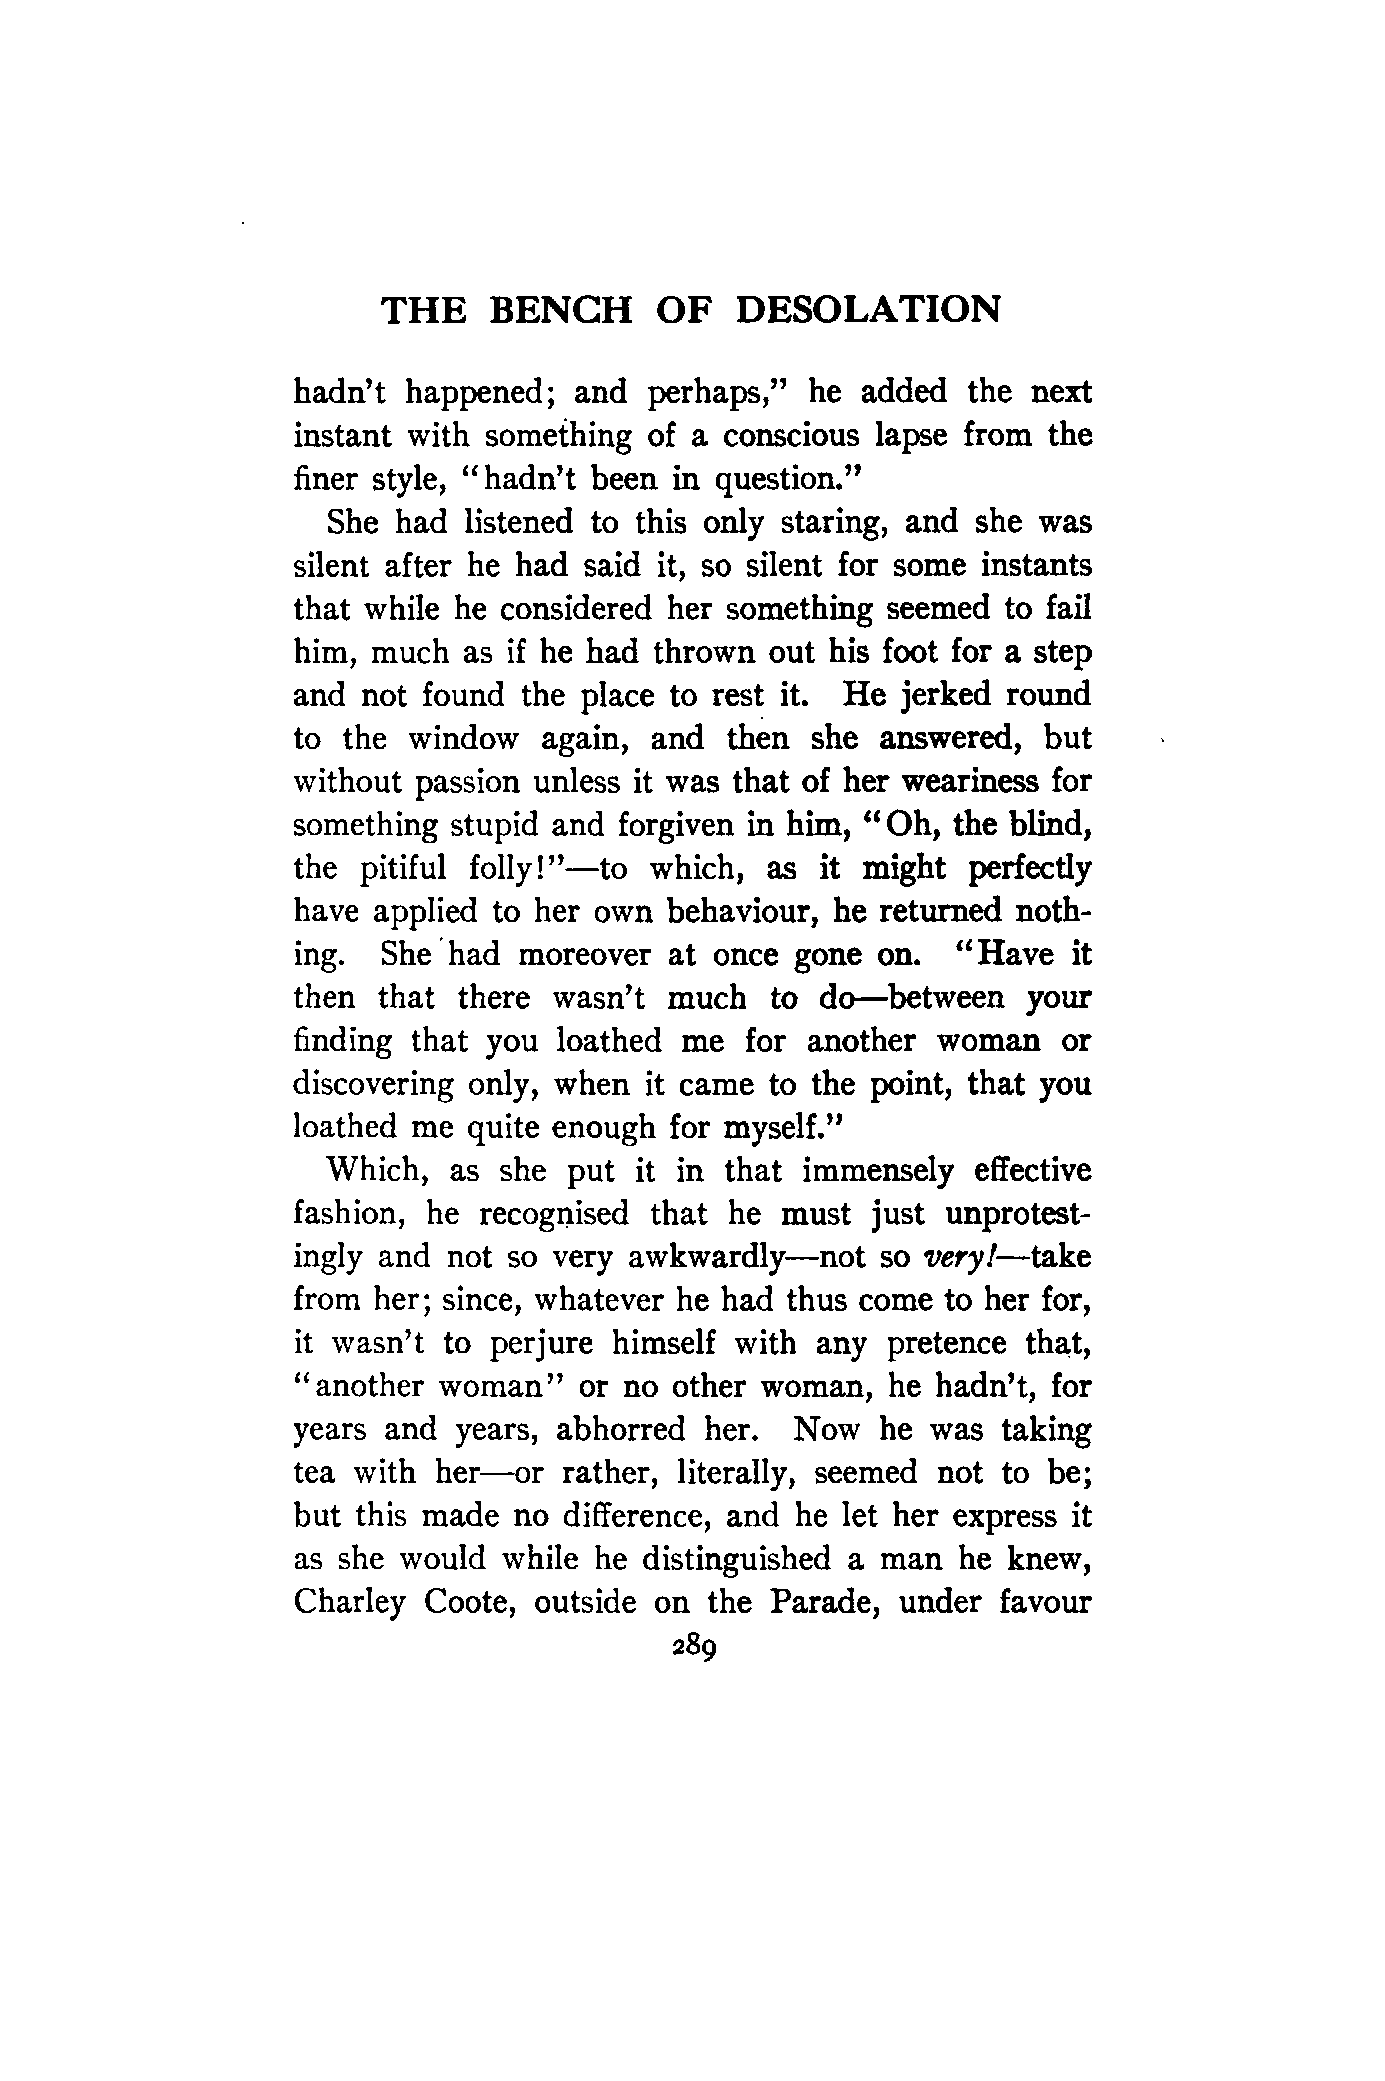 THE BENCH OF DESOLATION
hadn't happened; and perhaps," he added the next
instant with something of a conscious lapse from the
finer style, "hadn't been in question."
She had listened to this only staring, and she was
silent after he had said it, so silent for some instants
that while he considered her something seemed to fail
him, much as if he had thrown out his foot for a step
and not found the place to rest it. He jerked round
to the window again, and then she answered, but
without passion unless it was that of her weariness for
something stupid and forgiven in him, "Oh, the blind,
the pitiful folly!"—to which, as it might perfectly
have applied to her own behaviour, he returned noth-
ing. She had moreover at once gone on. "Have it
then that there wasn't much to do—between your
finding that you loathed me for another woman or
discovering only, when it came to the point, that you
loathed me quite enough for myself."
Which, as she put it in that immensely effective
fashion, he recognised that he must just unprotest-
ingly and not so very awkwardly—not so very!—take
from her; since, whatever he had thus come to her for,
it wasn't to perjure himself with any pretence that,
"another woman" or no other woman, he hadn't, for
years and years, abhorred her. Now he was taking
tea with her—or rather, literally, seemed not to be;
but this made no difference, and he let her express it
as she would while he distinguished a man he knew,
Charley Coote, outside on the Parade, under favour
289